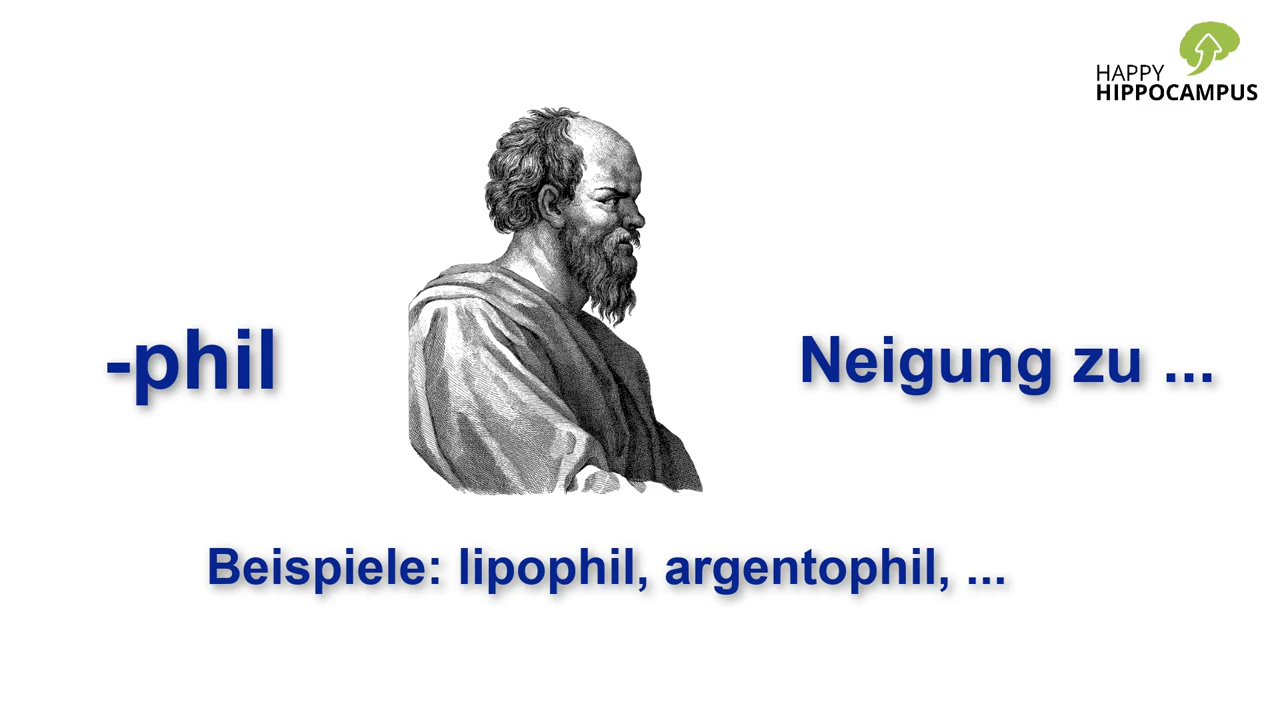 HAPPY
HIPPOCAMPUS
-phil
Neigung zu ...
Beispiele: lipophil, argentophil, ...